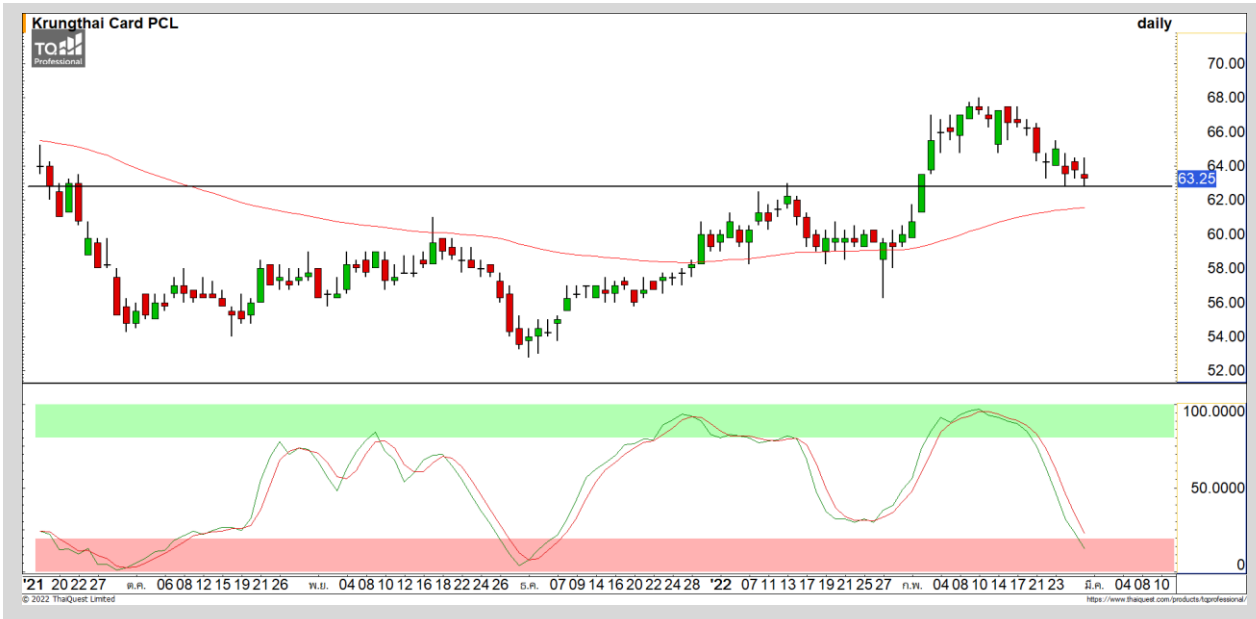 Krungthai Card PCL daily
TQ
Professional
70.00
68.00
66.00
64.00
63.25
62.00
60.00
58.00
56.00
54.00
52.00
100.0000
50.0000
0
'21 20 22 27 ต.ค. 06 08 12 15 19 21 26 พ.ย. 04 08 10 12 16 18 22 24 26 ธ.ค. 07 09 14 16 20 22 24 28 '22 07 11 13 17 19 21 25 27 ก.พ. 04 08 10 14 17 21 23 มี.ค. 04 08 10
© 2022 ThaiQuest Limited https://www.thaiquest.com/products/tqprofessional/